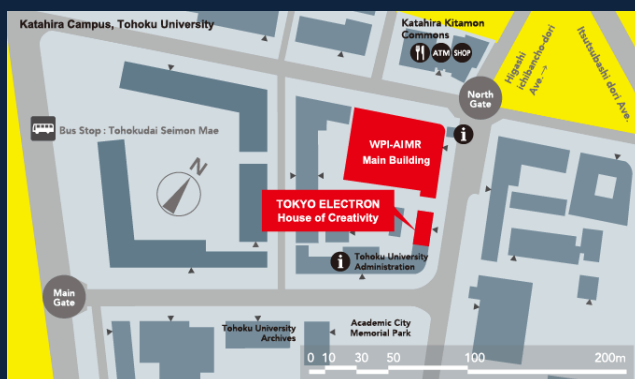 Katahira Campus, Tohoku University
Katahira Kitamon
Commons
ATM
SHOP
Higashi
ichibancho-dori
Ave.→
Itsutsubashi dori Ave.
North
Gate
Bus Stop : Tohokudai Seimon Mae
i
WPI-AIMR
Main Building
N
TOKYO ELECTRON
House of Creativity
i
Tohoku University
Administration
Main
Gate
Tohoku University
Archives
Academic City
Memorial Park
0 10 30 50 100 200m